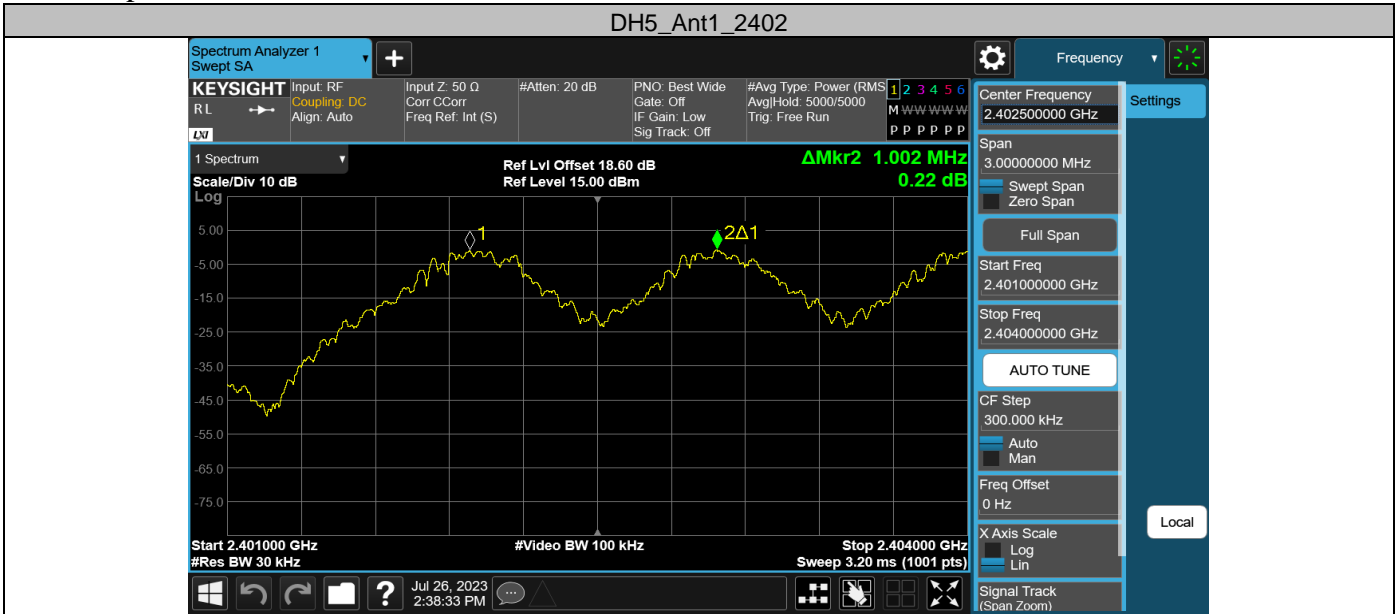 DH5_Ant1_2402
Spectrum Analyzer 1
Swept SA
Frequency
KEYSIGHT
RL
LXI
Input: RF
Coupling: DC
Align: Auto
Input Z: 50 Ω
Corr CCorr
Freq Ref: Int (S)
#Atten: 20 dB
PNO: Best Wide
Gate: Off
IF Gain: Low
Sig Track: Off
#Avg Type: Power (RMS
Avg|Hold: 5000/5000
Trig: Free Run
1 2 3 4 5 6
M W W W W W
P P P P P P
1 Spectrum
Scale/Div 10 dB
Log
Ref Lvl Offset 18.60 dB
Ref Level 15.00 dBm
ΔMkr2 1.002 MHz
0.22 dB
5.00
-5.00
-15.0
-25.0
-35.0
-45.0
-55.0
-65.0
-75.0
1
2Δ1
Start 2.401000 GHz
#Res BW 30 kHz
#Video BW 100 kHz
Stop 2.404000 GHz
Sweep 3.20 ms (1001 pts)
Jul 26, 2023
2:38:33 PM
Center Frequency
2.402500000 GHz
Span
3.00000000 MHz
Swept Span
Zero Span
Full Span
Start Freq
2.401000000 GHz
Stop Freq
2.404000000 GHz
AUTO TUNE
CF Step
300.000 kHz
Auto
Man
Freq Offset
0 Hz
X Axis Scale
Log
Lin
Signal Track
(Span Zoom)
Settings
Local